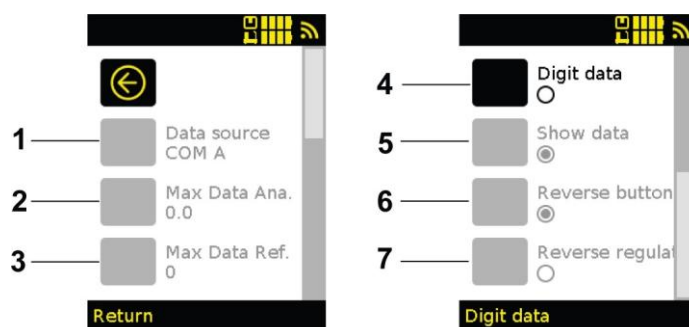 1
Data source
COM A
2
Max Data Ana.
0.0
3
Max Data Ref.
0
Return
4
Digit data
5
Show data
6
Reverse button
7
Reverse regulat
Digit data